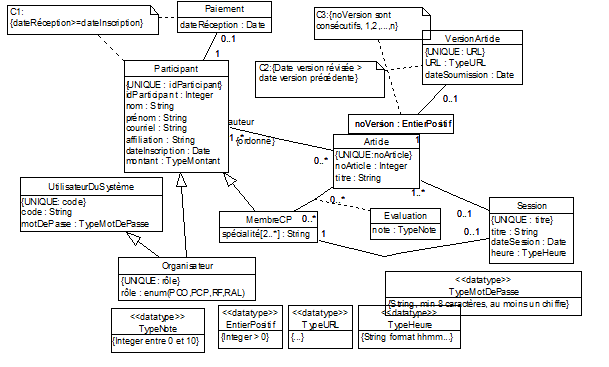 C1:
{dateRéception>=dateInscription}
Paiement
dateRéception : Date
0..1
1
C3:{noVersion sont
consécutifs, 1,2,...,n}
VersionArticle
{UNIQUE : URL}
URL : TypeURL
dateSoumission : Date
C2:{Date version révisée >
date version précédente}
0..1
noVersion : EntierPositif
1
Participant
{UNIQUE : idParticipant}
idParticipant : Integer
nom : String
prénom : String
courriel : String
affiliation : String
dateInscription : Date
montant : TypeMontant
auteur
1..*
{ordonné}
0..*
Article
{UNIQUE:noArticle}
noArticle : Integer
titre : String
1..*
0..*
UtilisateurDuSystème
{UNIQUE: code}
code : String
motDePasse : TypeMotDePasse
MembreCP
spécialité[2..*] : String
0..*
1
Evaluation
note : TypeNote
0..1
0..1
Session
{UNIQUE : titre}
titre : String
dateSession : Date
heure : TypeHeure
Organisateur
{UNIQUE : rôle}
rôle : enum(PCO,PCP,RF,RAL)
<<datatype>>
TypeMotDePasse
{String, min 8 caractères, au moins un chiffre}
<<datatype>>
TypeNote
{Integer entre 0 et 10}
<<datatype>>
EntierPositif
{Integer > 0}
<<datatype>>
TypeURL
{...}
<<datatype>>
TypeHeure
{String format hhmm...}